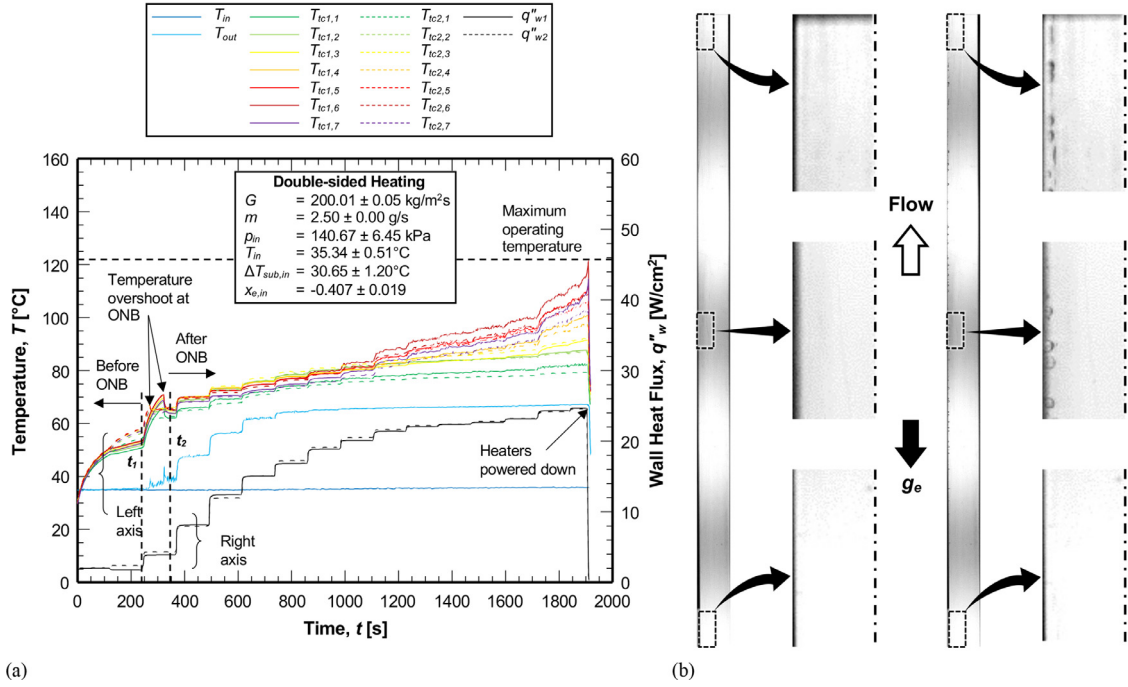 T_in T_tc1,1 T_tc2,1 q"_w1
T_out T_tc1,2 T_tc2,2 q"_w2
T_tc1,3 T_tc2,3
T_tc1,4 T_tc2,4
T_tc1,5 T_tc2,5
T_tc1,6 T_tc2,6
T_tc1,7 T_tc2,7
Temperature, T [°C]
160
140
120
100
80
60
40
20
0
Double-sided Heating
G = 200.01 ± 0.05 kg/m²s
m = 2.50 ± 0.00 g/s
p_in = 140.67 ± 6.45 kPa
T_in = 35.34 ± 0.51°C
ΔT_sub,in = 30.65 ± 1.20°C
x_e,in = -0.407 ± 0.019
Maximum
operating
temperature
Temperature
overshoot at
ONB
Before
ONB
After
ONB
t_1
t_2
Left
axis
Right
axis
Heaters
powered down
0 200 400 600 800 1000 1200 1400 1600 1800 2000
Time, t [s]
60
50
40
30
20
10
0
Wall Heat Flux, q"_w [W/cm²]
(a)
Flow
g_e
(b)